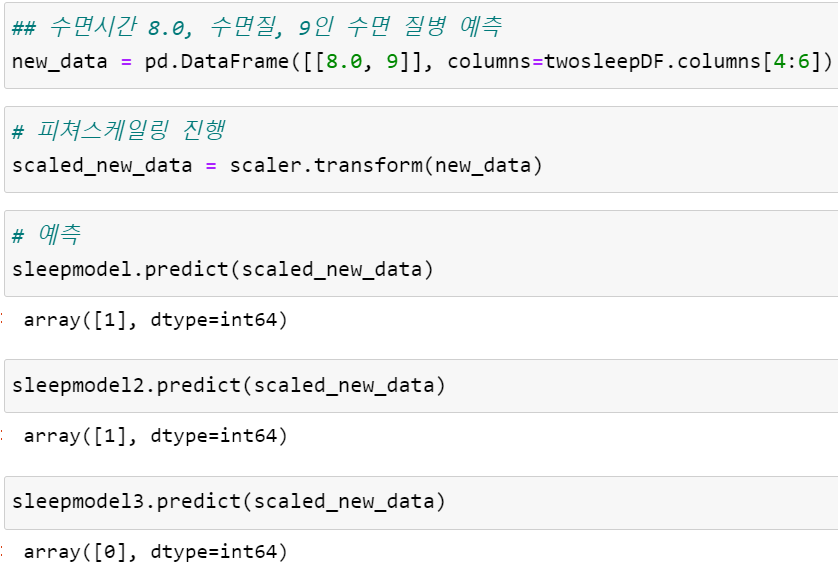 ## 수면시간 8.0, 수면질, 9인 수면 질병 예측
new_data = pd.DataFrame([[8.0, 9]], columns=twosleepDF.columns[4:6])
# 피쳐스케일링 진행
scaled_new_data = scaler.transform(new_data)
# 예측
sleepmodel.predict(scaled_new_data)
array([1], dtype=int64)
sleepmodel2.predict(scaled_new_data)
array([1], dtype=int64)
sleepmodel3.predict(scaled_new_data)
array([0], dtype=int64)